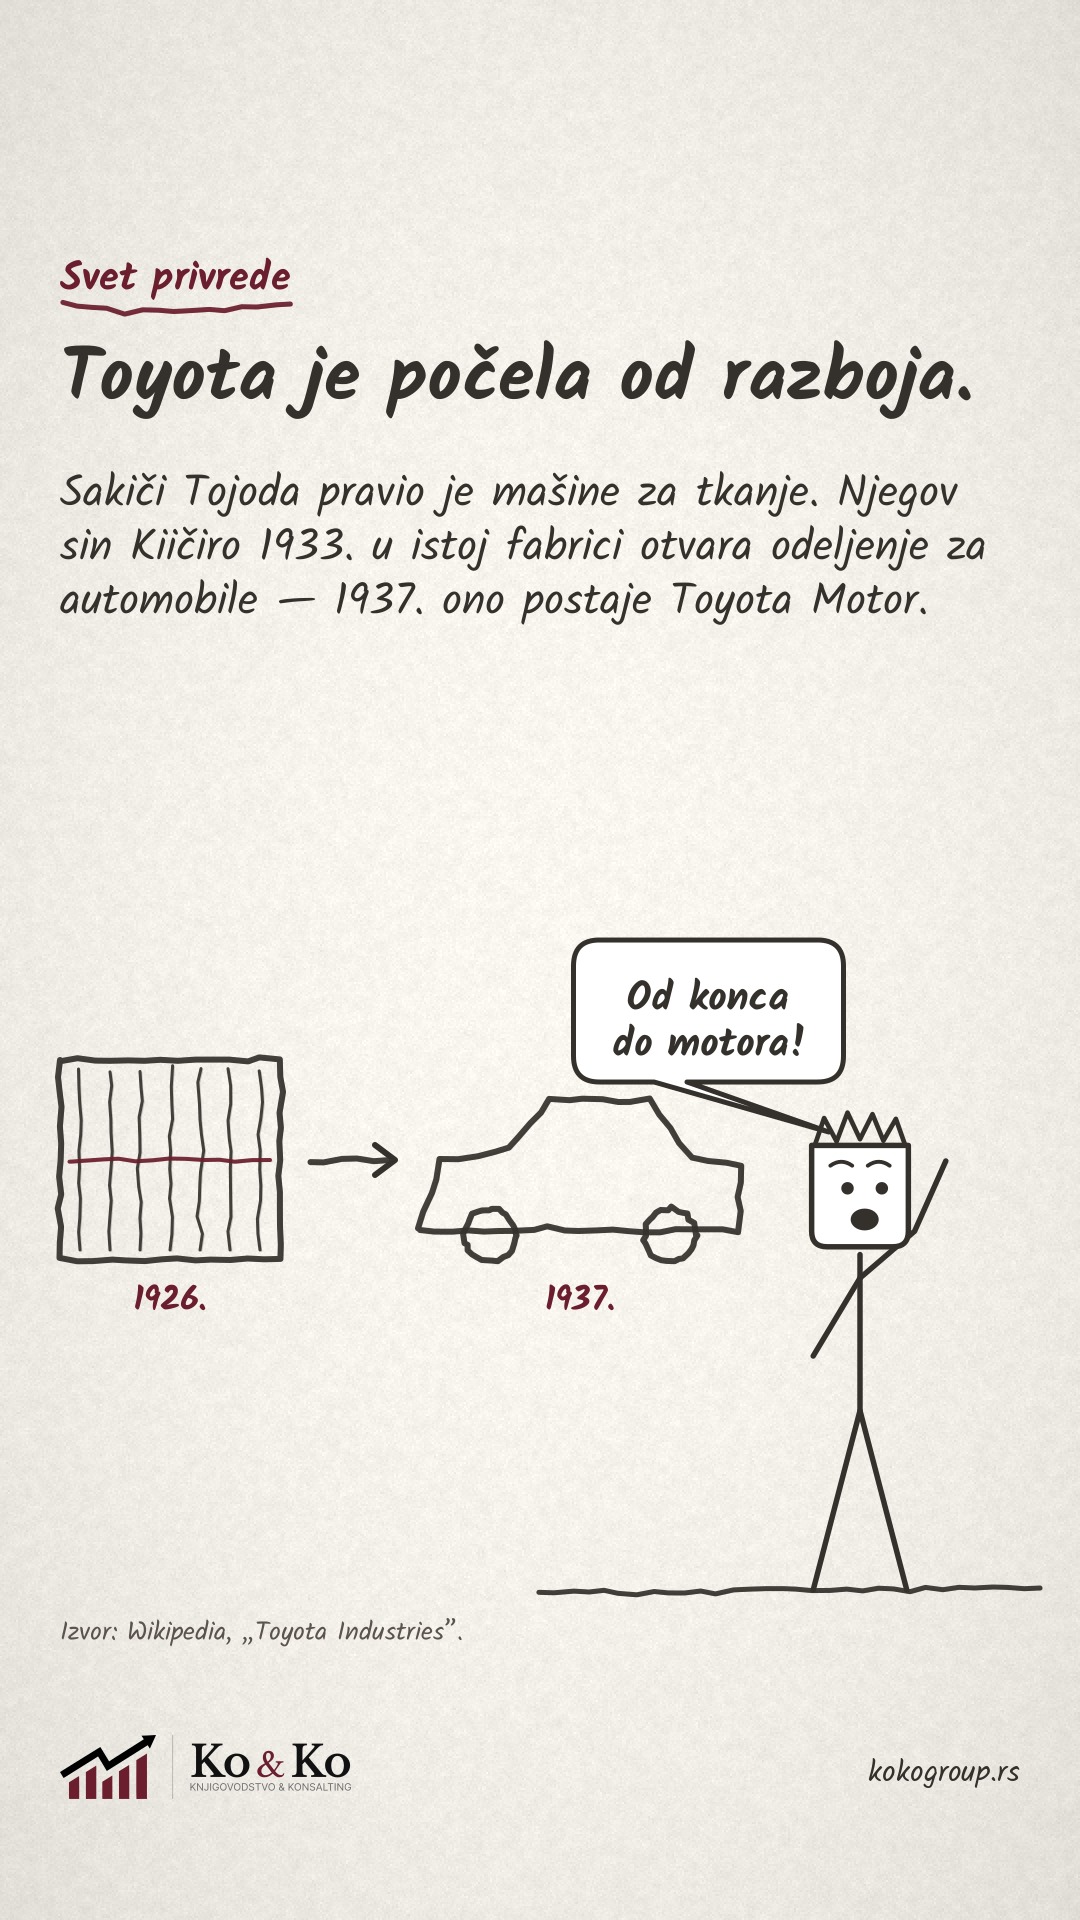 Svet privrede
Toyota je počela od razboja.
Sakiči Tojoda pravio je mašine za tkanje. Njegov
sin Kiičiro 1933. u istoj fabrici otvara odeljenje za
automobile — 1937. ono postaje Toyota Motor.
Od konca
do motora!
1926.
1937.
Izvor: Wikipedia, „Toyota Industries”.
Ko & Ko
KNJIGOVODSTVO & KONSALTING
kokogroup.rs